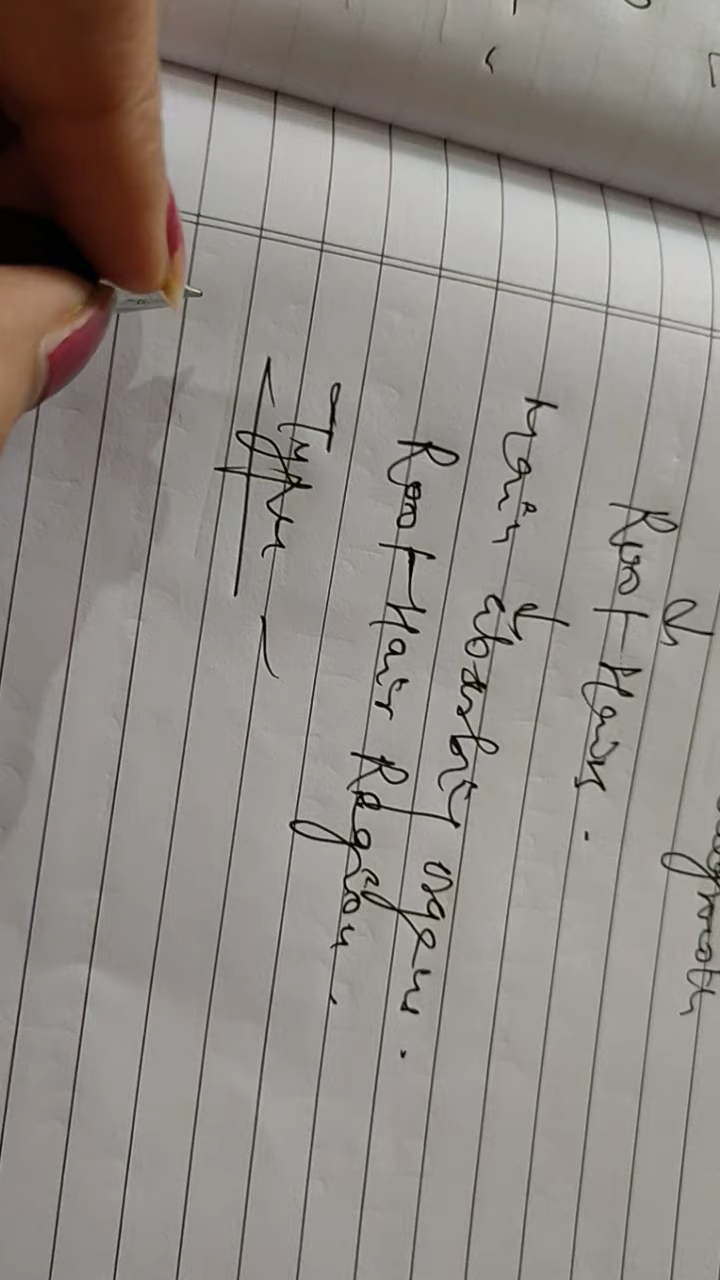 growth
↓
Root Hairs.
↓
Main absorbing organ.
Root Hair Region.
Types